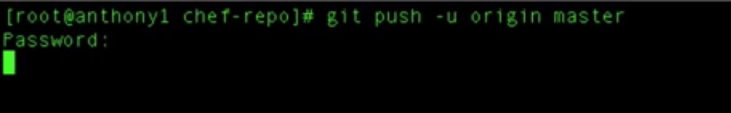 [root@anthony1 chef-repo]# git push -u origin master
Password: